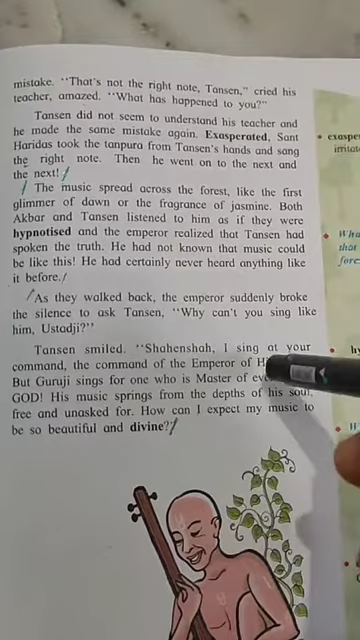 mistake. "That's not the right note, Tansen," cried his
teacher, amazed. "What has happened to you?"
Tansen did not seem to understand his teacher and
he made the same mistake again. Exasperated, Sant
Haridas took the tanpura from Tansen's hands and sang
the right note. Then he went on to the next and
the next!
The music spread across the forest, like the first
glimmer of dawn or the fragrance of jasmine. Both
Akbar and Tansen listened to him as if they were
hypnotised and the emperor realized that Tansen had
spoken the truth. He had not known that music could
be like this! He had certainly never heard anything like
it before.
As they walked back, the emperor suddenly broke
the silence to ask Tansen, "Why can't you sing like
him, Ustadji?"
Tansen smiled. "Shahenshah, I sing at your
command, the command of the Emperor of
But Guruji sings for one who is Master of
GOD! His music springs from the depths of his soul,
free and unasked for. How can I expect my music to
be so beautiful and divine?
that